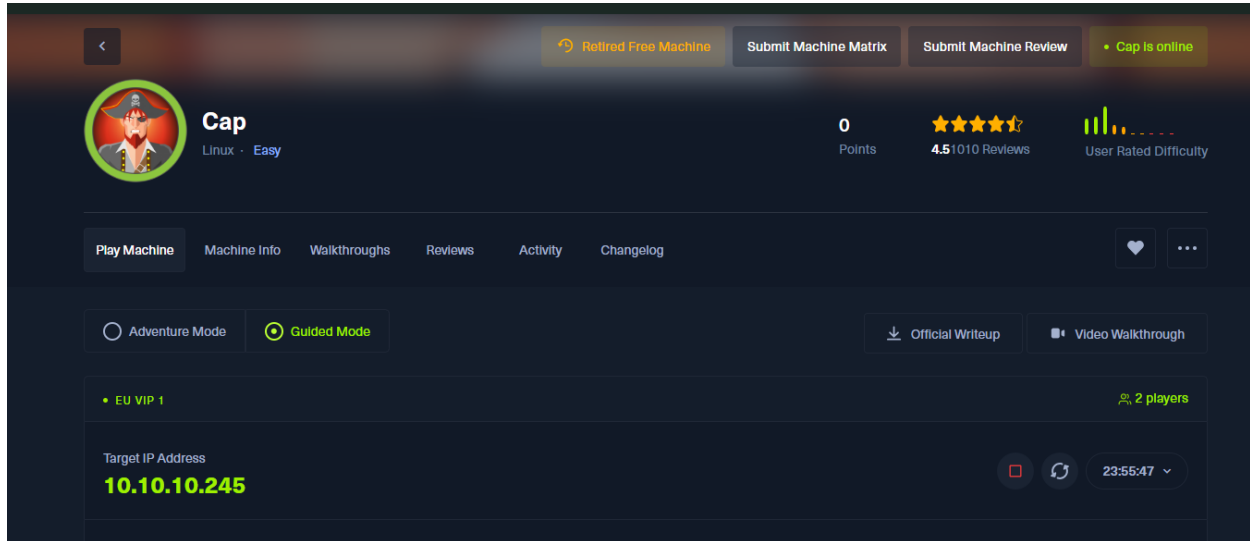 Retired Free Machine
Submit Machine Matrix
Submit Machine Review
• Cap is online
Cap
Linux · Easy
0
Points
4.5 1010 Reviews
User Rated Difficulty
Play Machine
Machine Info
Walkthroughs
Reviews
Activity
Changelog
Adventure Mode
Guided Mode
Official Writeup
Video Walkthrough
• EU VIP 1
2 players
Target IP Address
10.10.10.245
23:55:47